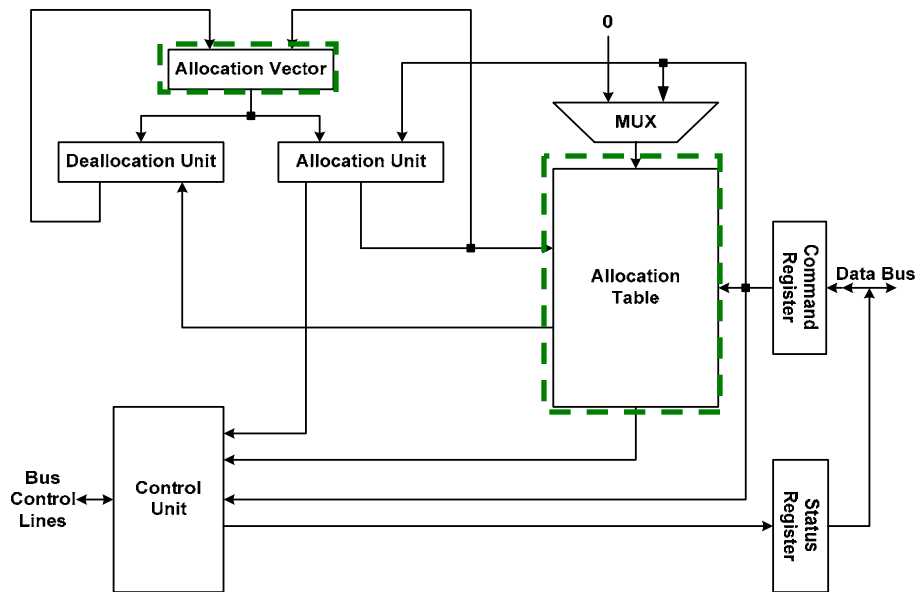 0
Allocation Vector
MUX
Deallocation Unit
Allocation Unit
Allocation
Table
Command
Register
Data Bus
Bus
Control
Lines
Control
Unit
Status
Register